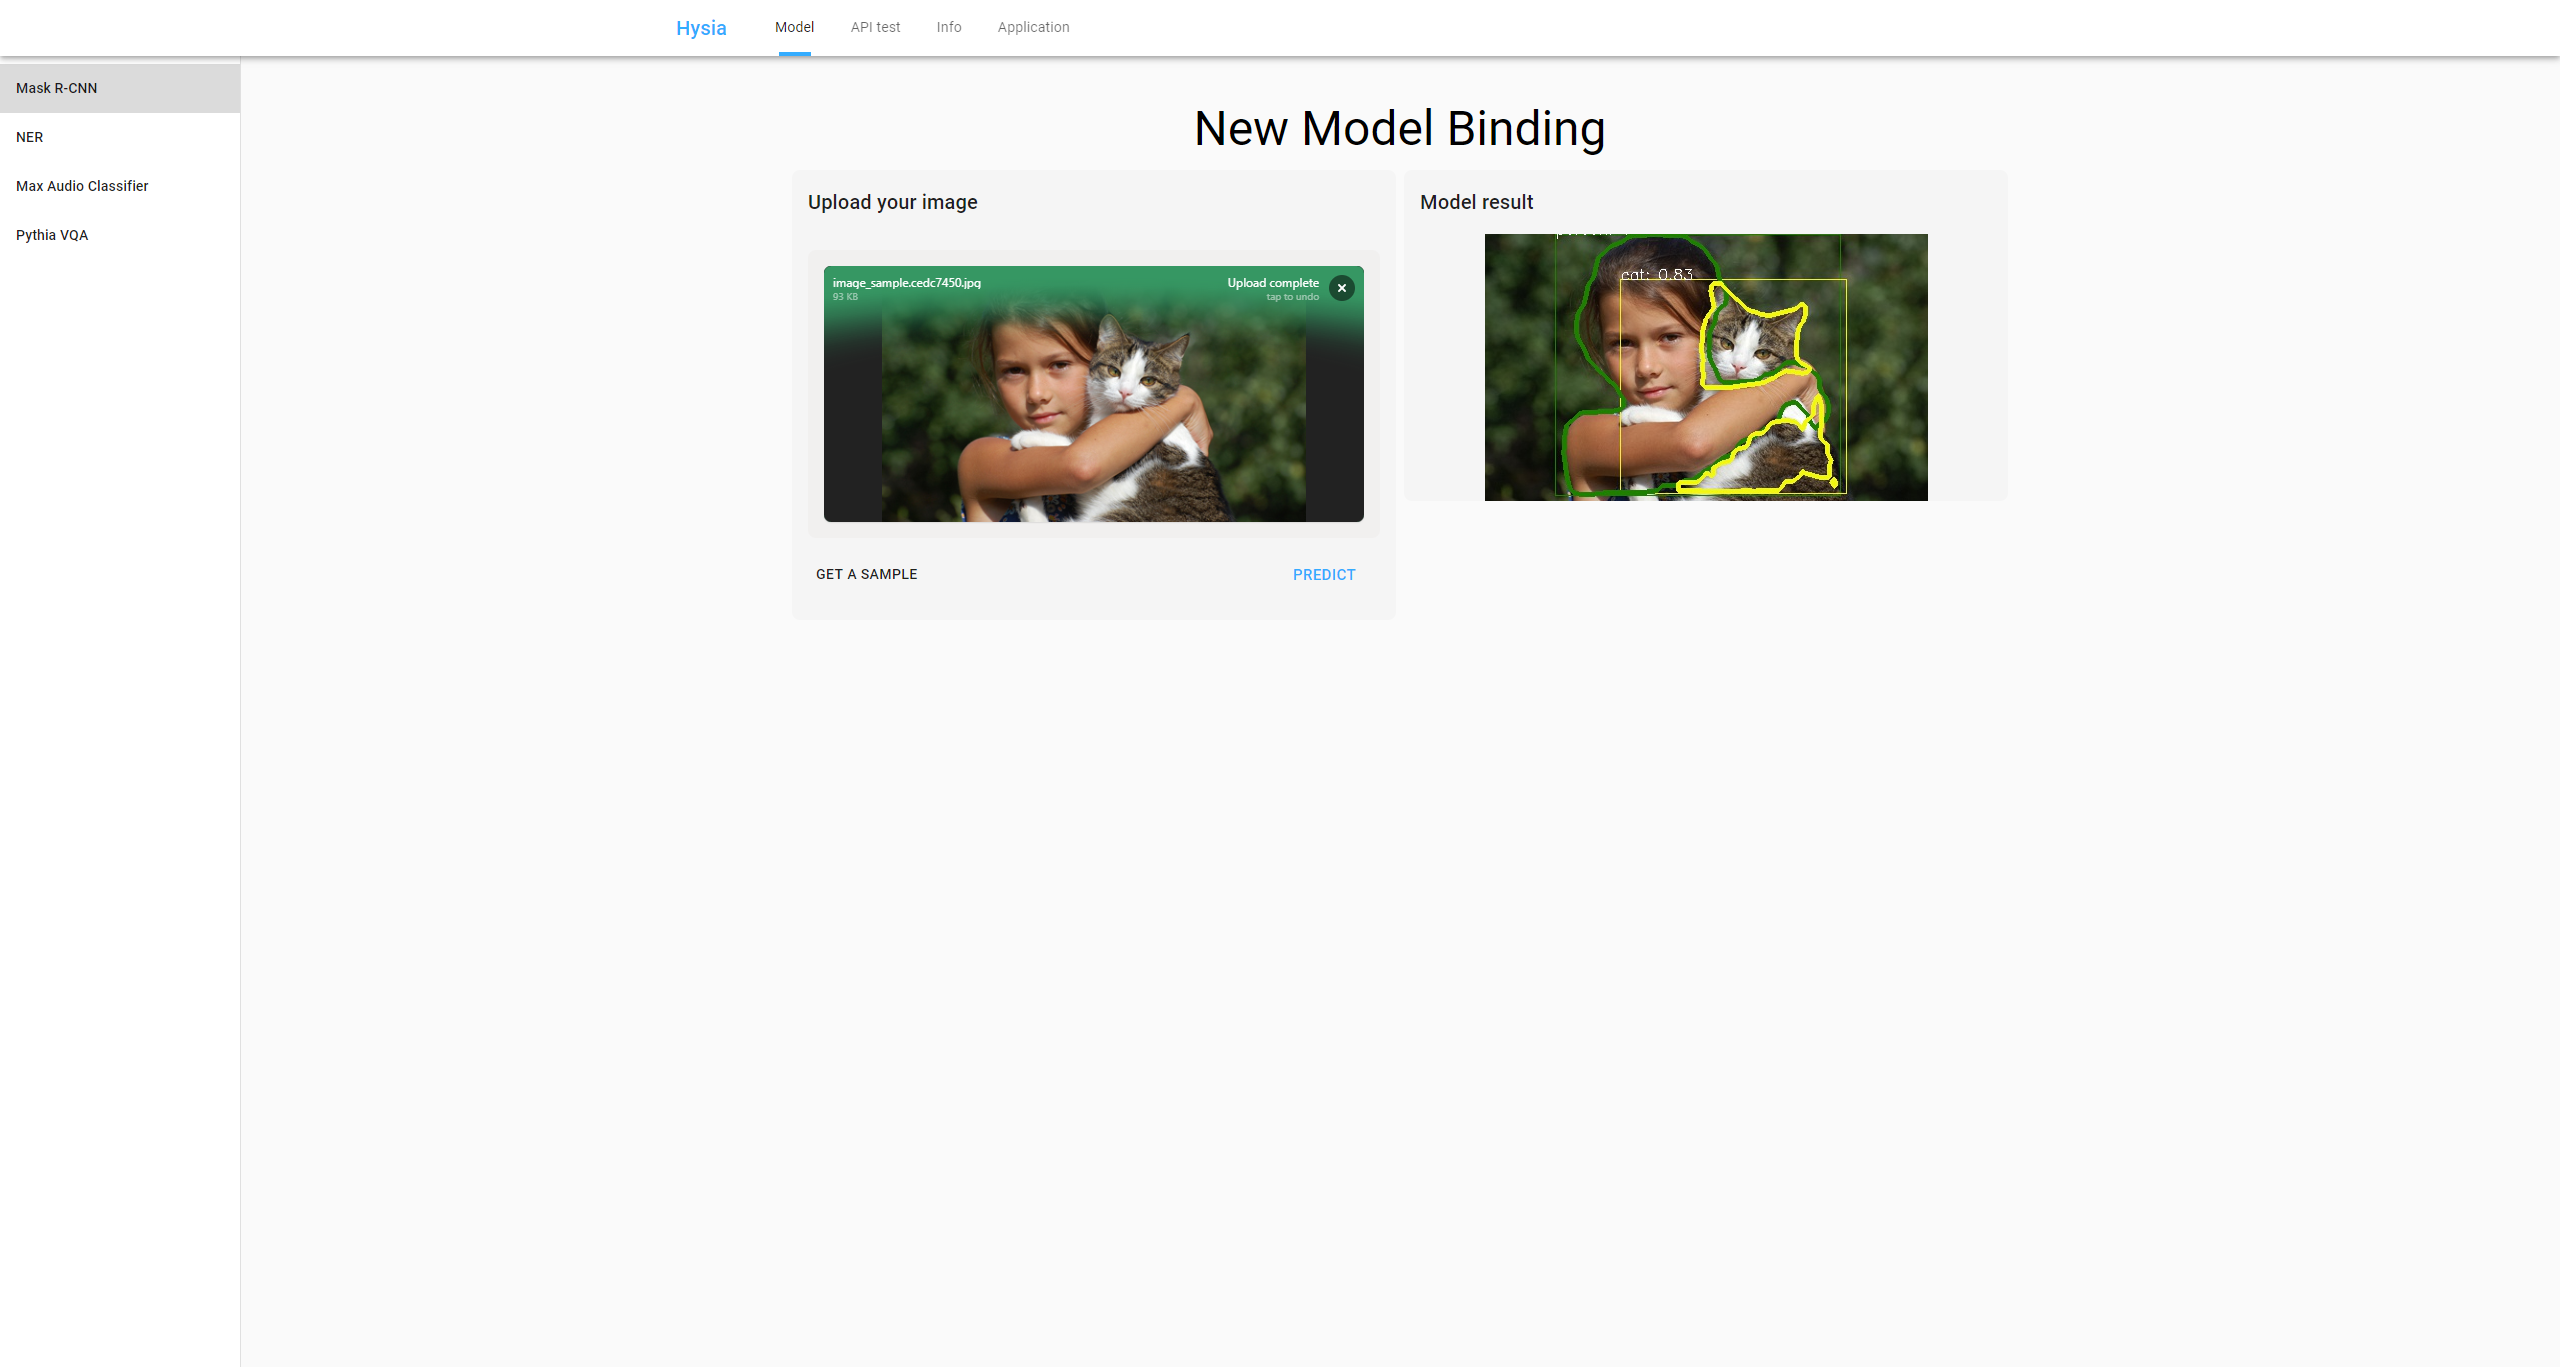 Hysia Model API test Info Application
Mask R-CNN
NER
Max Audio Classifier
Pythia VQA
New Model Binding
Upload your image
image_sample.cedc7450.jpg
93 KB
Upload complete
tap to undo
GET A SAMPLE
PREDICT
Model result
cat: 0.83